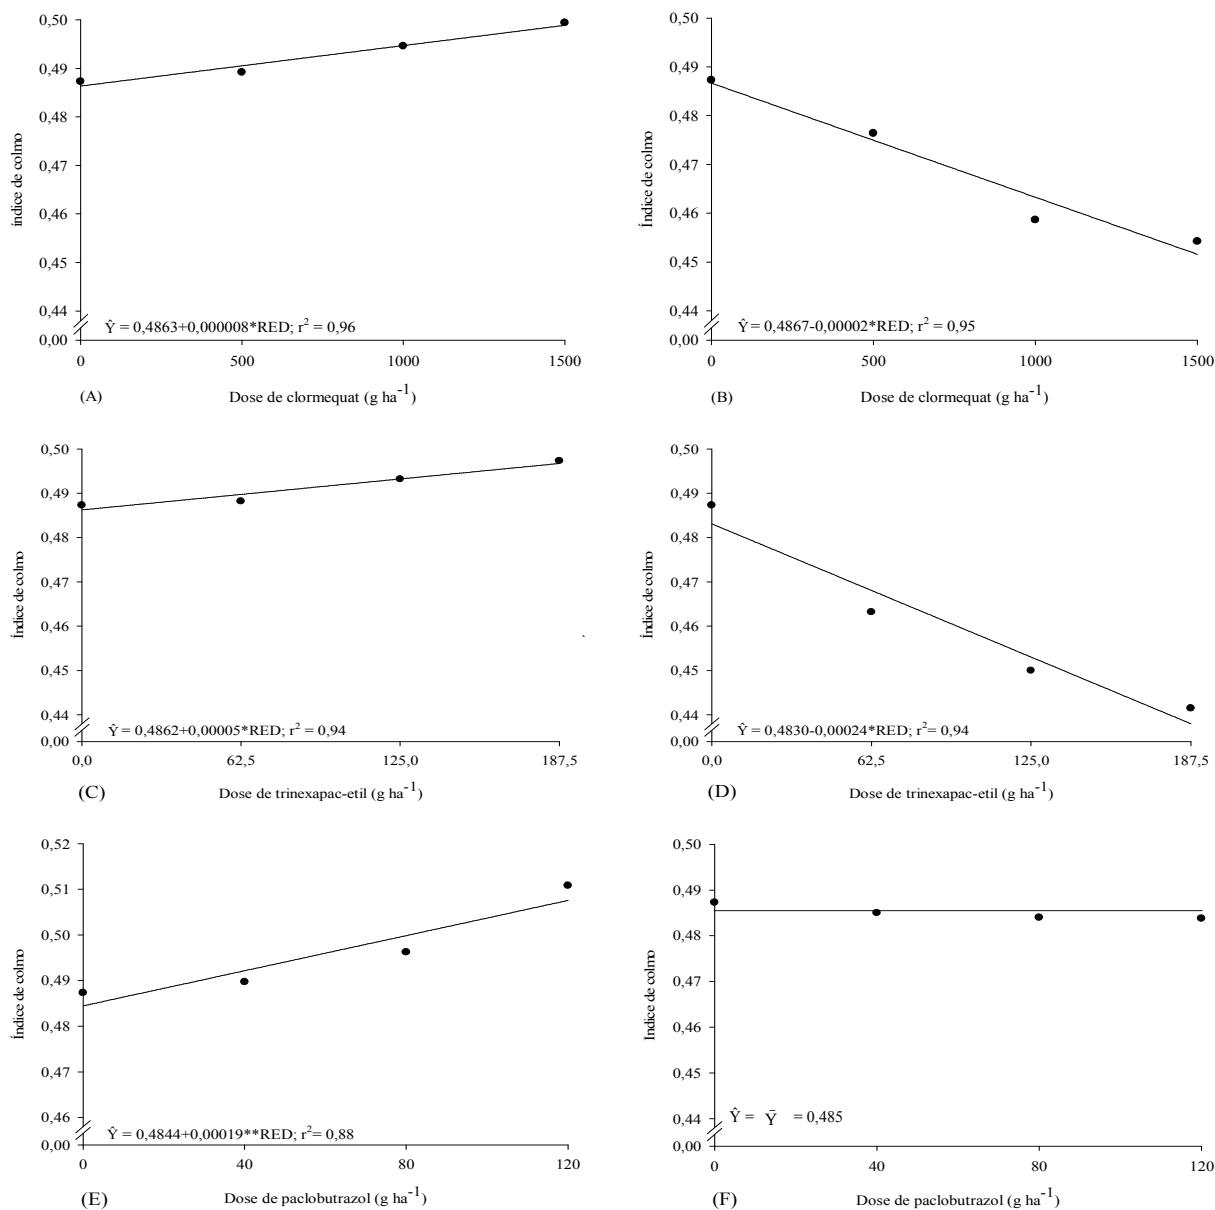 0,50
0,49
0,48
0,47
0,46
0,45
0,44
0,00
índice de colmo
Ŷ = 0,4863+0,000008*RED; r² = 0,96
0 500 1000 1500
(A) Dose de clormequat (g ha⁻¹)
0,50
0,49
0,48
0,47
0,46
0,45
0,44
0,00
Índice de colmo
Ŷ = 0,4867-0,00002*RED; r² = 0,95
0 500 1000 1500
(B) Dose de clormequat (g ha⁻¹)
0,50
0,49
0,48
0,47
0,46
0,45
0,44
0,00
Índice de colmo
Ŷ = 0,4862+0,00005*RED; r² = 0,94
0,0 62,5 125,0 187,5
(C) Dose de trinexapac-etil (g ha⁻¹)
0,50
0,49
0,48
0,47
0,46
0,45
0,44
0,00
Índice de colmo
Ŷ = 0,4830-0,00024*RED; r² = 0,94
0,0 62,5 125,0 187,5
(D) Dose de trinexapac-etil (g ha⁻¹)
0,52
0,51
0,50
0,49
0,48
0,47
0,46
0,00
Índice de colmo
Ŷ = 0,4844+0,00019**RED; r² = 0,88
0 40 80 120
(E) Dose de paclobutrazol (g ha⁻¹)
0,50
0,49
0,48
0,47
0,46
0,45
0,44
0,00
Indice de colmo
Ŷ = Ȳ = 0,485
0 40 80 120
(F) Dose de paclobutrazol (g ha⁻¹)